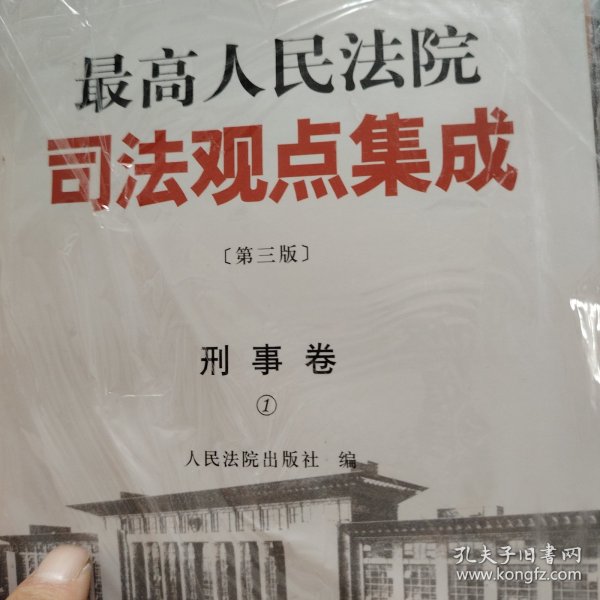 最高人民法院
司法观点集成
〔第三版〕
刑事卷
①
人民法院出版社 编
孔夫子旧书网
www.kongfz.com